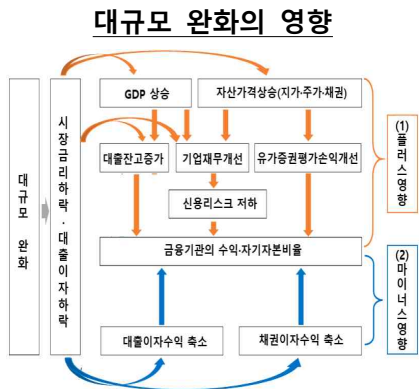 대규모 완화의 영향
대규모 완화
시장금리하락·대출이자하락
GDP 상승
자산가격상승(지가·주가·채권)
대출잔고증가
기업재무개선
유가증권평가손익개선
신용리스크 저하
금융기관의 수익·자기자본비율
대출이자수익 축소
채권이자수익 축소
(1)플러스영향
(2)마이너스영향